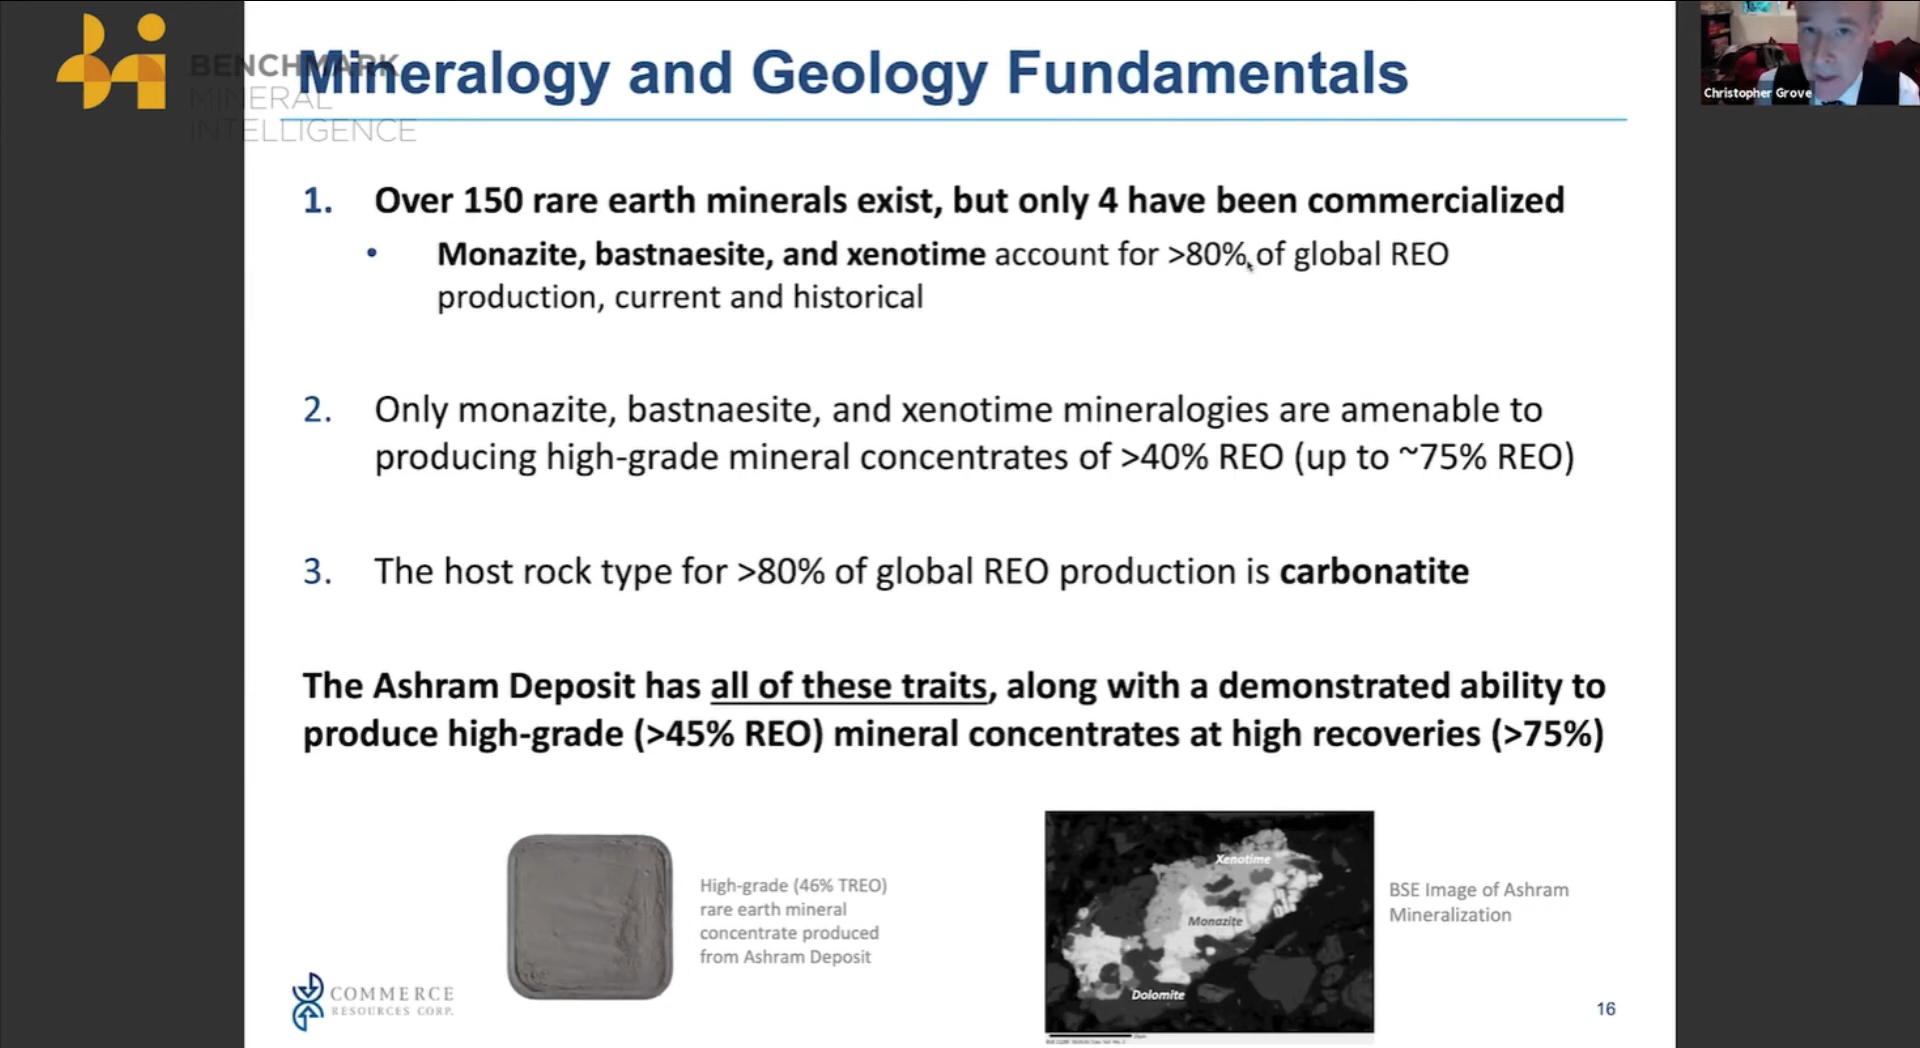 BENCHMARK
MINERAL
INTELLIGENCE
Mineralogy and Geology Fundamentals
Christopher Grove
1. Over 150 rare earth minerals exist, but only 4 have been commercialized
• Monazite, bastnaesite, and xenotime account for >80% of global REO
production, current and historical
2. Only monazite, bastnaesite, and xenotime mineralogies are amenable to
producing high-grade mineral concentrates of >40% REO (up to ~75% REO)
3. The host rock type for >80% of global REO production is carbonatite
The Ashram Deposit has all of these traits, along with a demonstrated ability to
produce high-grade (>45% REO) mineral concentrates at high recoveries (>75%)
High-grade (46% TREO)
rare earth mineral
concentrate produced
from Ashram Deposit
Xenotime
Monazite
Dolomite
BSE Image of Ashram
Mineralization
COMMERCE
RESOURCES CORP.
16